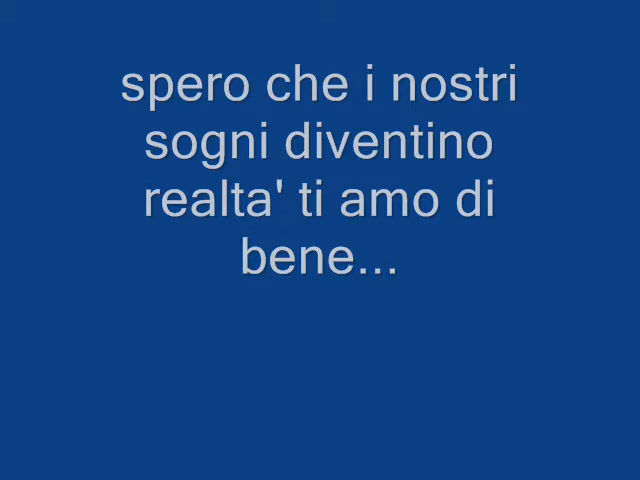 spero che i nostri
sogni diventino
realta' ti amo di
bene...